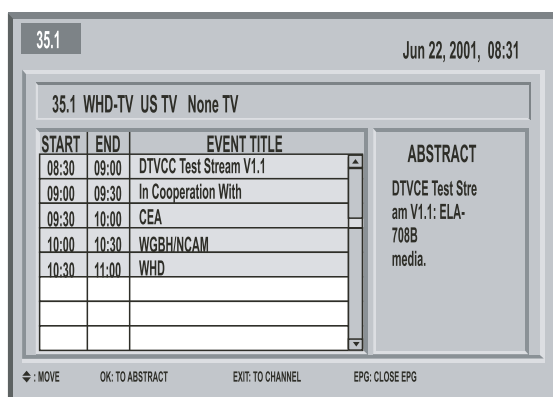 35.1
Jun 22, 2001, 08:31
35.1 WHD-TV US TV None TV
START END EVENT TITLE
08:30 09:00 DTVCC Test Stream V1.1
09:00 09:30 In Cooperation With
09:30 10:00 CEA
10:00 10:30 WGBH/NCAM
10:30 11:00 WHD
ABSTRACT
DTVCE Test Stre
am V1.1: ELA-
708B
media.
: MOVE OK: TO ABSTRACT EXIT: TO CHANNEL EPG: CLOSE EPG